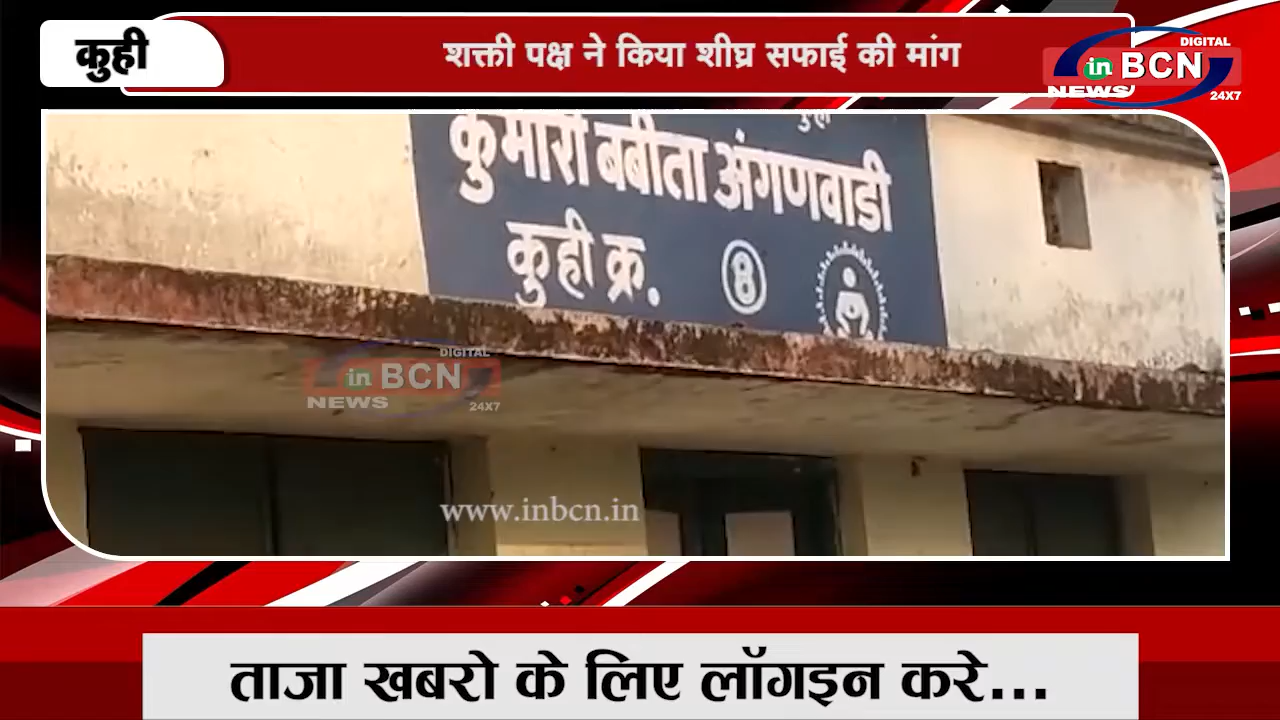 कुही
शक्ती पक्ष ने किया शीघ्र सफाई की मांग
DIGITAL
in BCN
NEWS
24X7
कुमारी बबीता अंगणवाडी
कुही क्र. 8
DIGITAL
in BCN
NEWS
24X7
www.inbcn.in
ताजा खबरो के लिए लॉगइन करे...